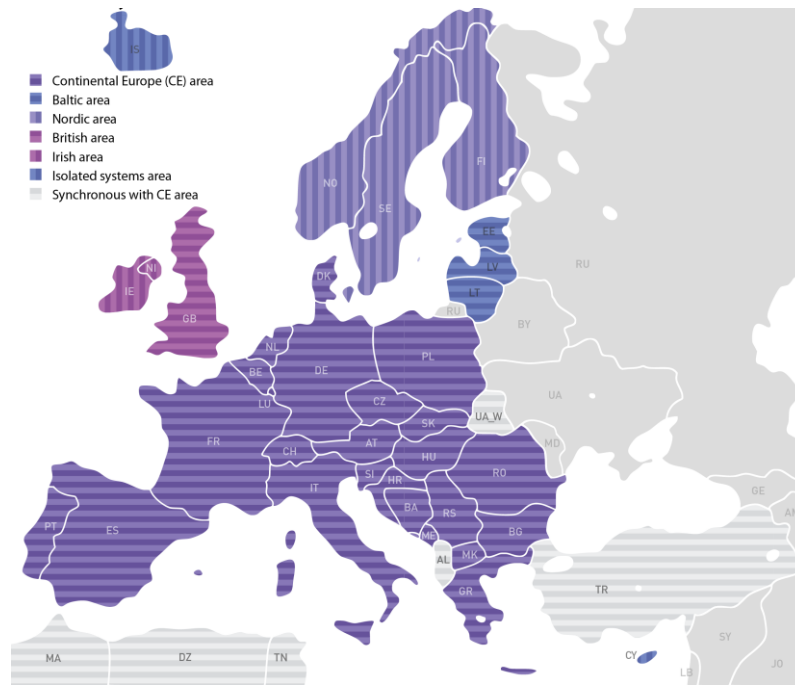 IS
Continental Europe (CE) area
Baltic area
Nordic area
British area
Irish area
Isolated systems area
Synchronous with CE area
FI
NO
SE
EE
RU
NI
LV
DK
IE
LT
RU
GB
BY
NL
PL
BE
DE
UA
CZ
LU
UA_W
SK
FR
AT
MD
CH
HU
RO
SI
HR
IT
GE
BA
RS
AM
PT
ES
BG
ME
MK
AL
GR
TR
SY
MA
DZ
TN
CY
JO
LB